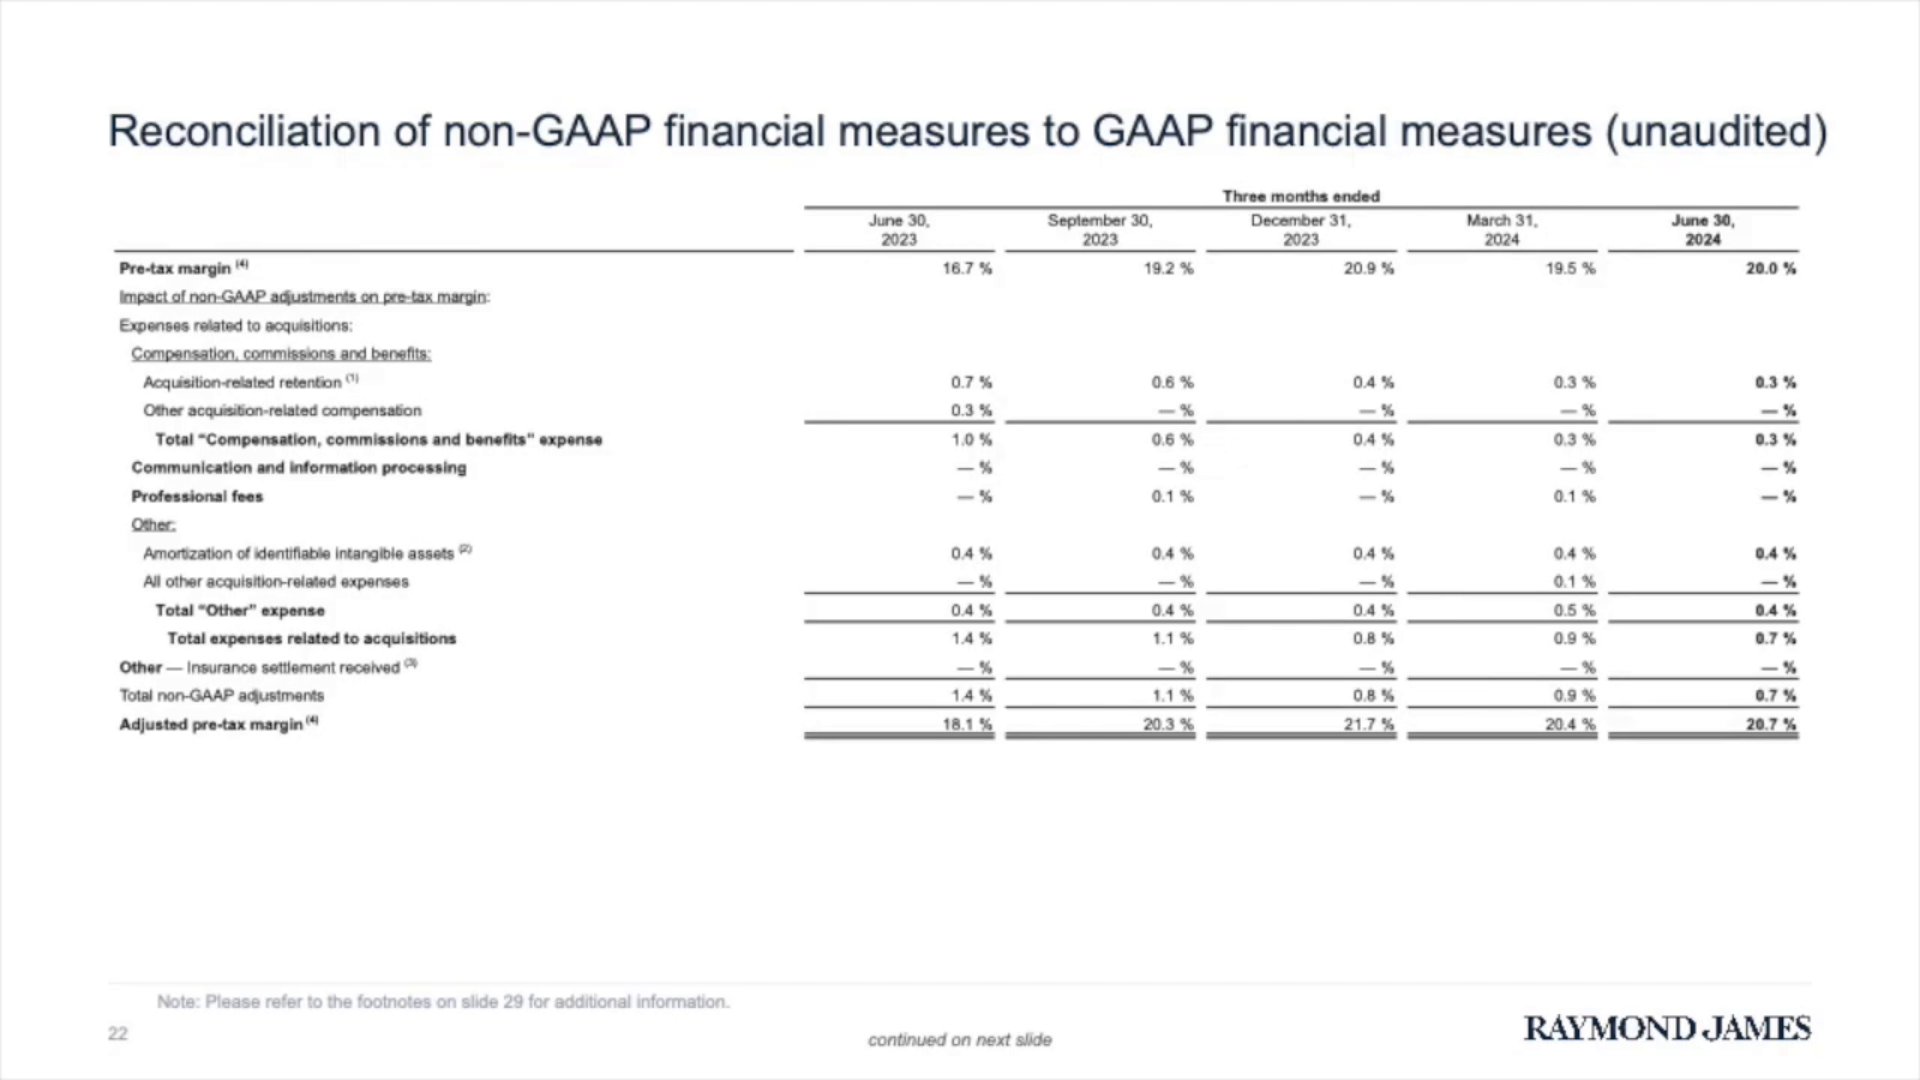 Reconciliation of non-GAAP financial measures to GAAP financial measures (unaudited)
Three months ended
June 30, 2023 September 30, 2023 December 31, 2023 March 31, 2024 June 30, 2024
Pre-tax margin (4) 16.7 % 19.2 % 20.9 % 19.5 % 20.0 %
Impact of non-GAAP adjustments on pre-tax margin:
Expenses related to acquisitions:
Compensation, commissions and benefits:
Acquisition-related retention (1) 0.7 % 0.6 % 0.4 % 0.3 % 0.3 %
Other acquisition-related compensation 0.3 % — % — % — % — %
Total “Compensation, commissions and benefits” expense 1.0 % 0.6 % 0.4 % 0.3 % 0.3 %
Communication and information processing — % — % — % — % — %
Professional fees — % 0.1 % — % 0.1 % — %
Other:
Amortization of identifiable intangible assets (2) 0.4 % 0.4 % 0.4 % 0.4 % 0.4 %
All other acquisition-related expenses — % — % — % 0.1 % — %
Total “Other” expense 0.4 % 0.4 % 0.4 % 0.5 % 0.4 %
Total expenses related to acquisitions 1.4 % 1.1 % 0.8 % 0.9 % 0.7 %
Other — Insurance settlement received (3) — % — % — % — % — %
Total non-GAAP adjustments 1.4 % 1.1 % 0.8 % 0.9 % 0.7 %
Adjusted pre-tax margin (4) 18.1 % 20.3 % 21.7 % 20.4 % 20.7 %
Note: Please refer to the footnotes on slide 29 for additional information.
22
continued on next slide
RAYMOND JAMES